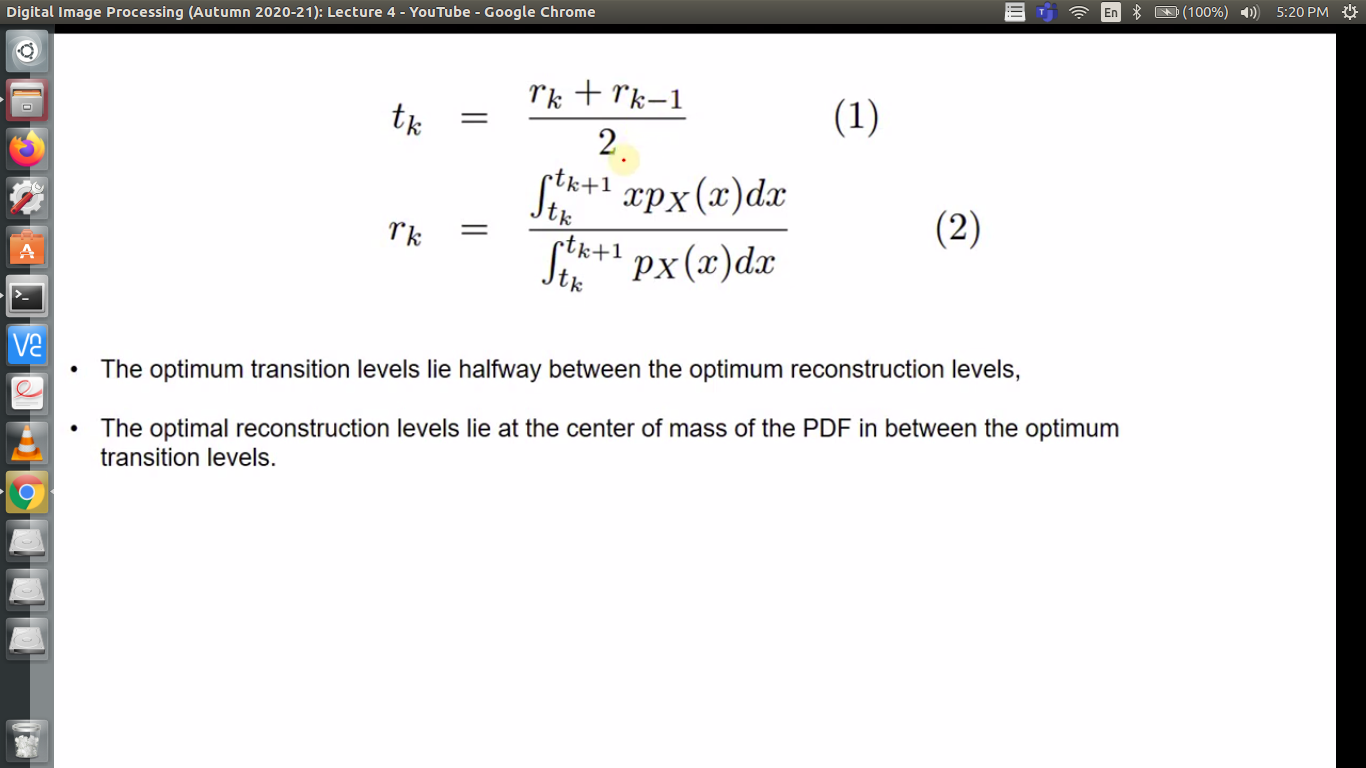 Digital Image Processing (Autumn 2020-21): Lecture 4 - YouTube - Google Chrome En (100%) 5:20 PM
t_k = \frac{r_k + r_{k-1}}{2} (1)
r_k = \frac{\int_{t_k}^{t_{k+1}} x p_X(x) dx}{\int_{t_k}^{t_{k+1}} p_X(x) dx} (2)
• The optimum transition levels lie halfway between the optimum reconstruction levels,
• The optimal reconstruction levels lie at the center of mass of the PDF in between the optimum
transition levels.